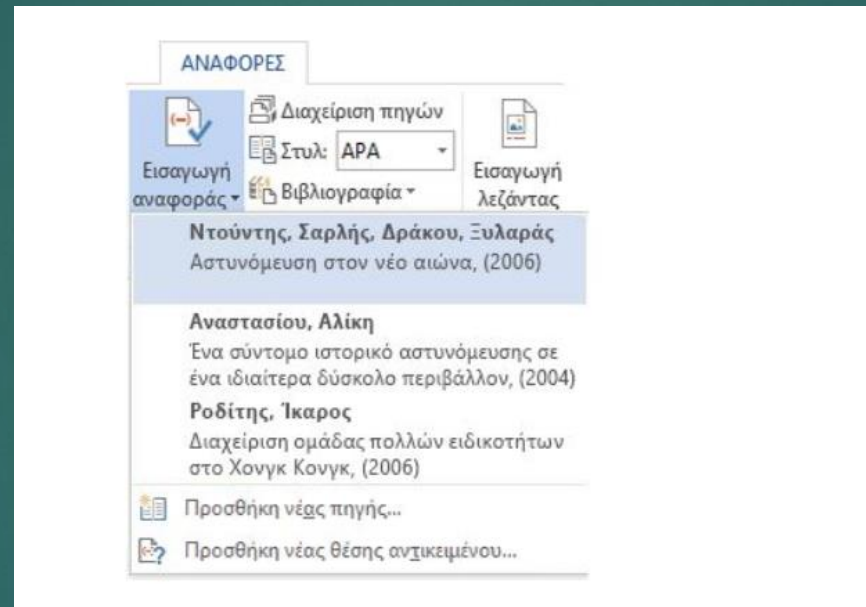 ΑΝΑΦΟΡΕΣ
Εισαγωγή
αναφοράς
Διαχείριση πηγών
Στυλ: APA
Βιβλιογραφία
Εισαγωγή
λεζάντας
Ντούντης, Σαρλής, Δράκου, Ξυλαράς
Αστυνόμευση στον νέο αιώνα, (2006)
Αναστασίου, Αλίκη
Ένα σύντομο ιστορικό αστυνόμευσης σε
ένα ιδιαίτερα δύσκολο περιβάλλον, (2004)
Ροδίτης, Ίκαρος
Διαχείριση ομάδας πολλών ειδικοτήτων
στο Χονγκ Κονγκ, (2006)
Προσθήκη νέας πηγής...
Προσθήκη νέας θέσης αντικειμένου...